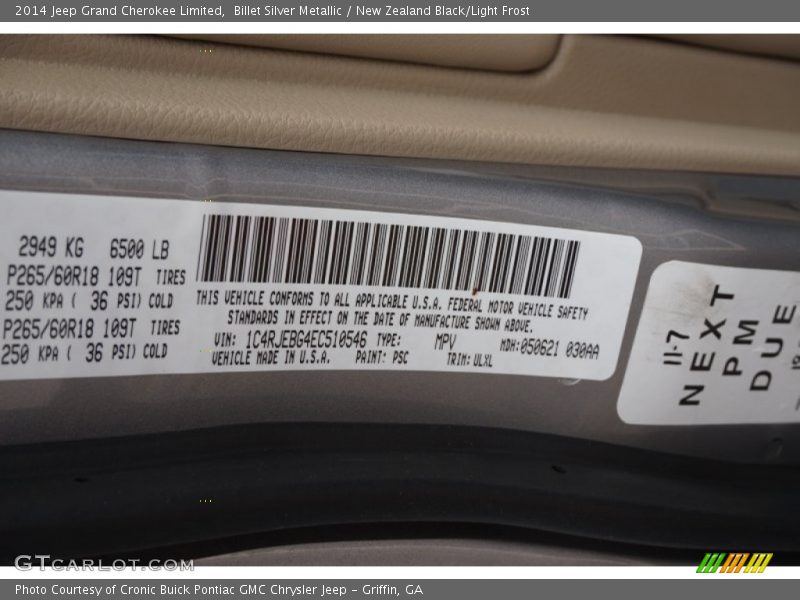 2014 Jeep Grand Cherokee Limited,  Billet Silver Metallic / New Zealand Black/Light Frost
2949 KG   6500 LB
P265/60R18 109T  TIRES
250 KPA ( 36 PSI) COLD
P265/60R18 109T  TIRES
250 KPA ( 36 PSI) COLD
THIS VEHICLE CONFORMS TO ALL APPLICABLE U.S.A. FEDERAL MOTOR VEHICLE SAFETY
STANDARDS IN EFFECT ON THE DATE OF MANUFACTURE SHOWN ABOVE.
VIN: 1C4RJEBG4EC510546 TYPE: MPV MDH:050621 030AA
VEHICLE MADE IN U.S.A. PAINT: PSC TRIM: ULXL
11-7
NEXT
PM
DUE
GTCARLOT.COM
Photo Courtesy of Cronic Buick Pontiac GMC Chrysler Jeep - Griffin, GA